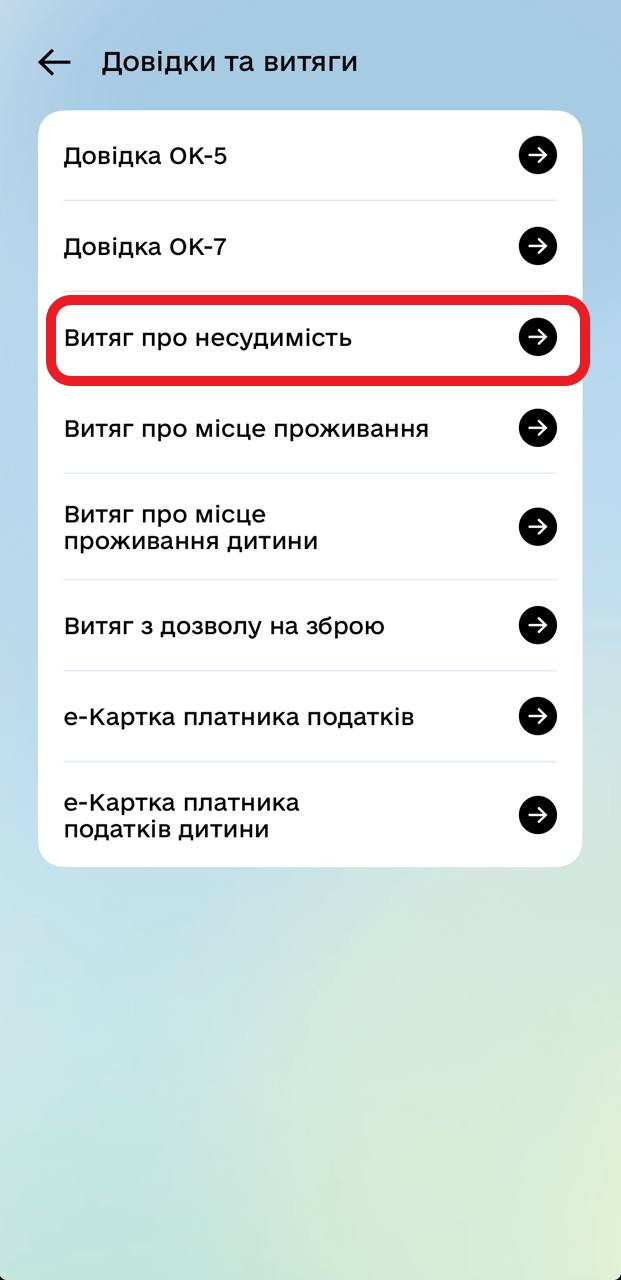 Довідки та витяги
Довідка ОК-5
Довідка ОК-7
Витяг про несудимість
Витяг про місце проживання
Витяг про місце
проживання дитини
Витяг з дозволу на зброю
е-Картка платника податків
е-Картка платника
податків дитини